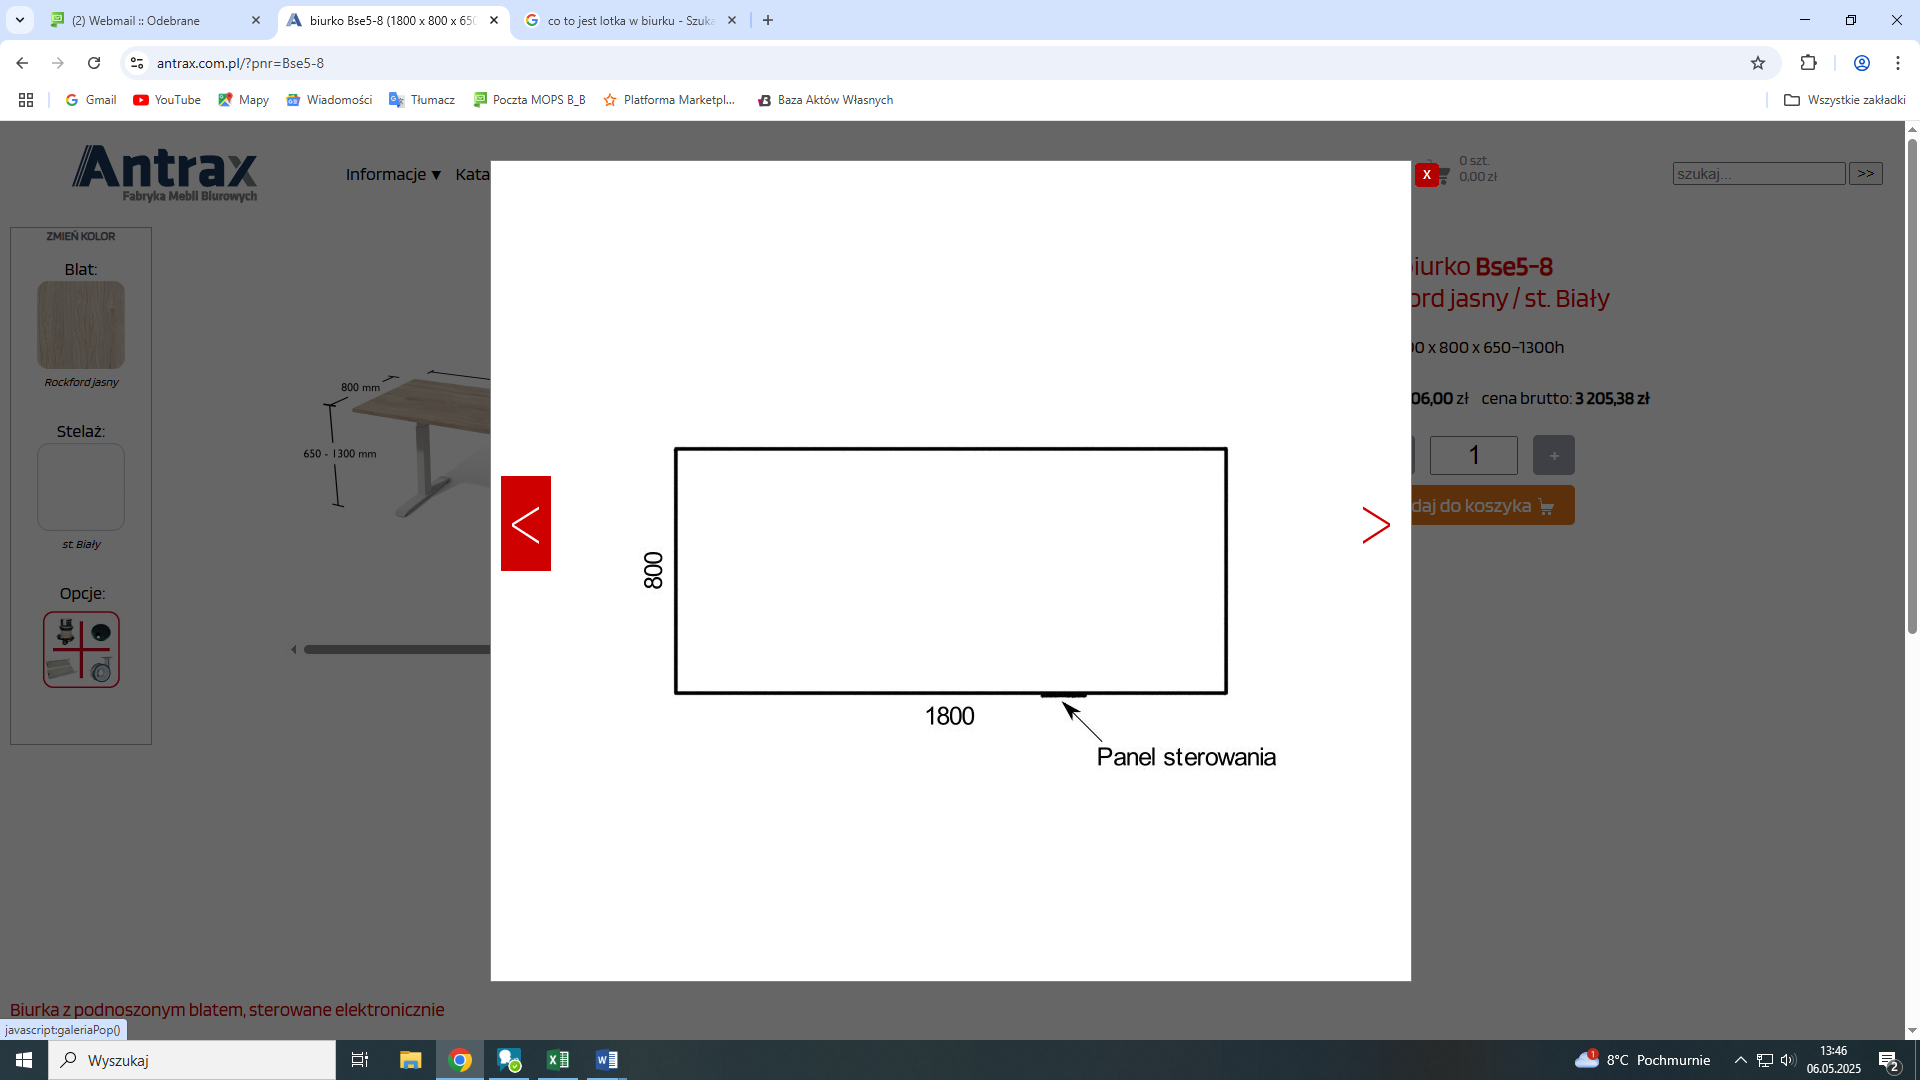 (2) Webmail :: Odebrane
biurko Bse5-8 (1800 x 800 x 650
co to jest lotka w biurku - Szuka
antrax.com.pl/?pnr=Bse5-8
Gmail
YouTube
Mapy
Wiadomości
Tłumacz
Poczta MOPS B_B
Platforma Marketpl...
Baza Aktów Własnych
Wszystkie zakładki
Antrax
Fabryka Mebli Biurowych
Informacje ▼ Kata
X
0 szt.
0,00 zł
szukaj...
>>
ZMIEŃ KOLOR
Blat:
Rockford jasny
Stelaż:
st. Biały
Opcje:
800 mm
650 - 1300 mm
800
1800
Panel sterowania
iurko Bse5-8
ord jasny / st. Biały
00 x 800 x 650-1300h
06,00 zł cena brutto: 3 205,38 zł
1
+
daj do koszyka
Biurka z podnoszonym blatem, sterowane elektronicznie
javascript:galeriaPop()
Wyszukaj
1
8°C Pochmurnie
13:46
06.05.2025
2